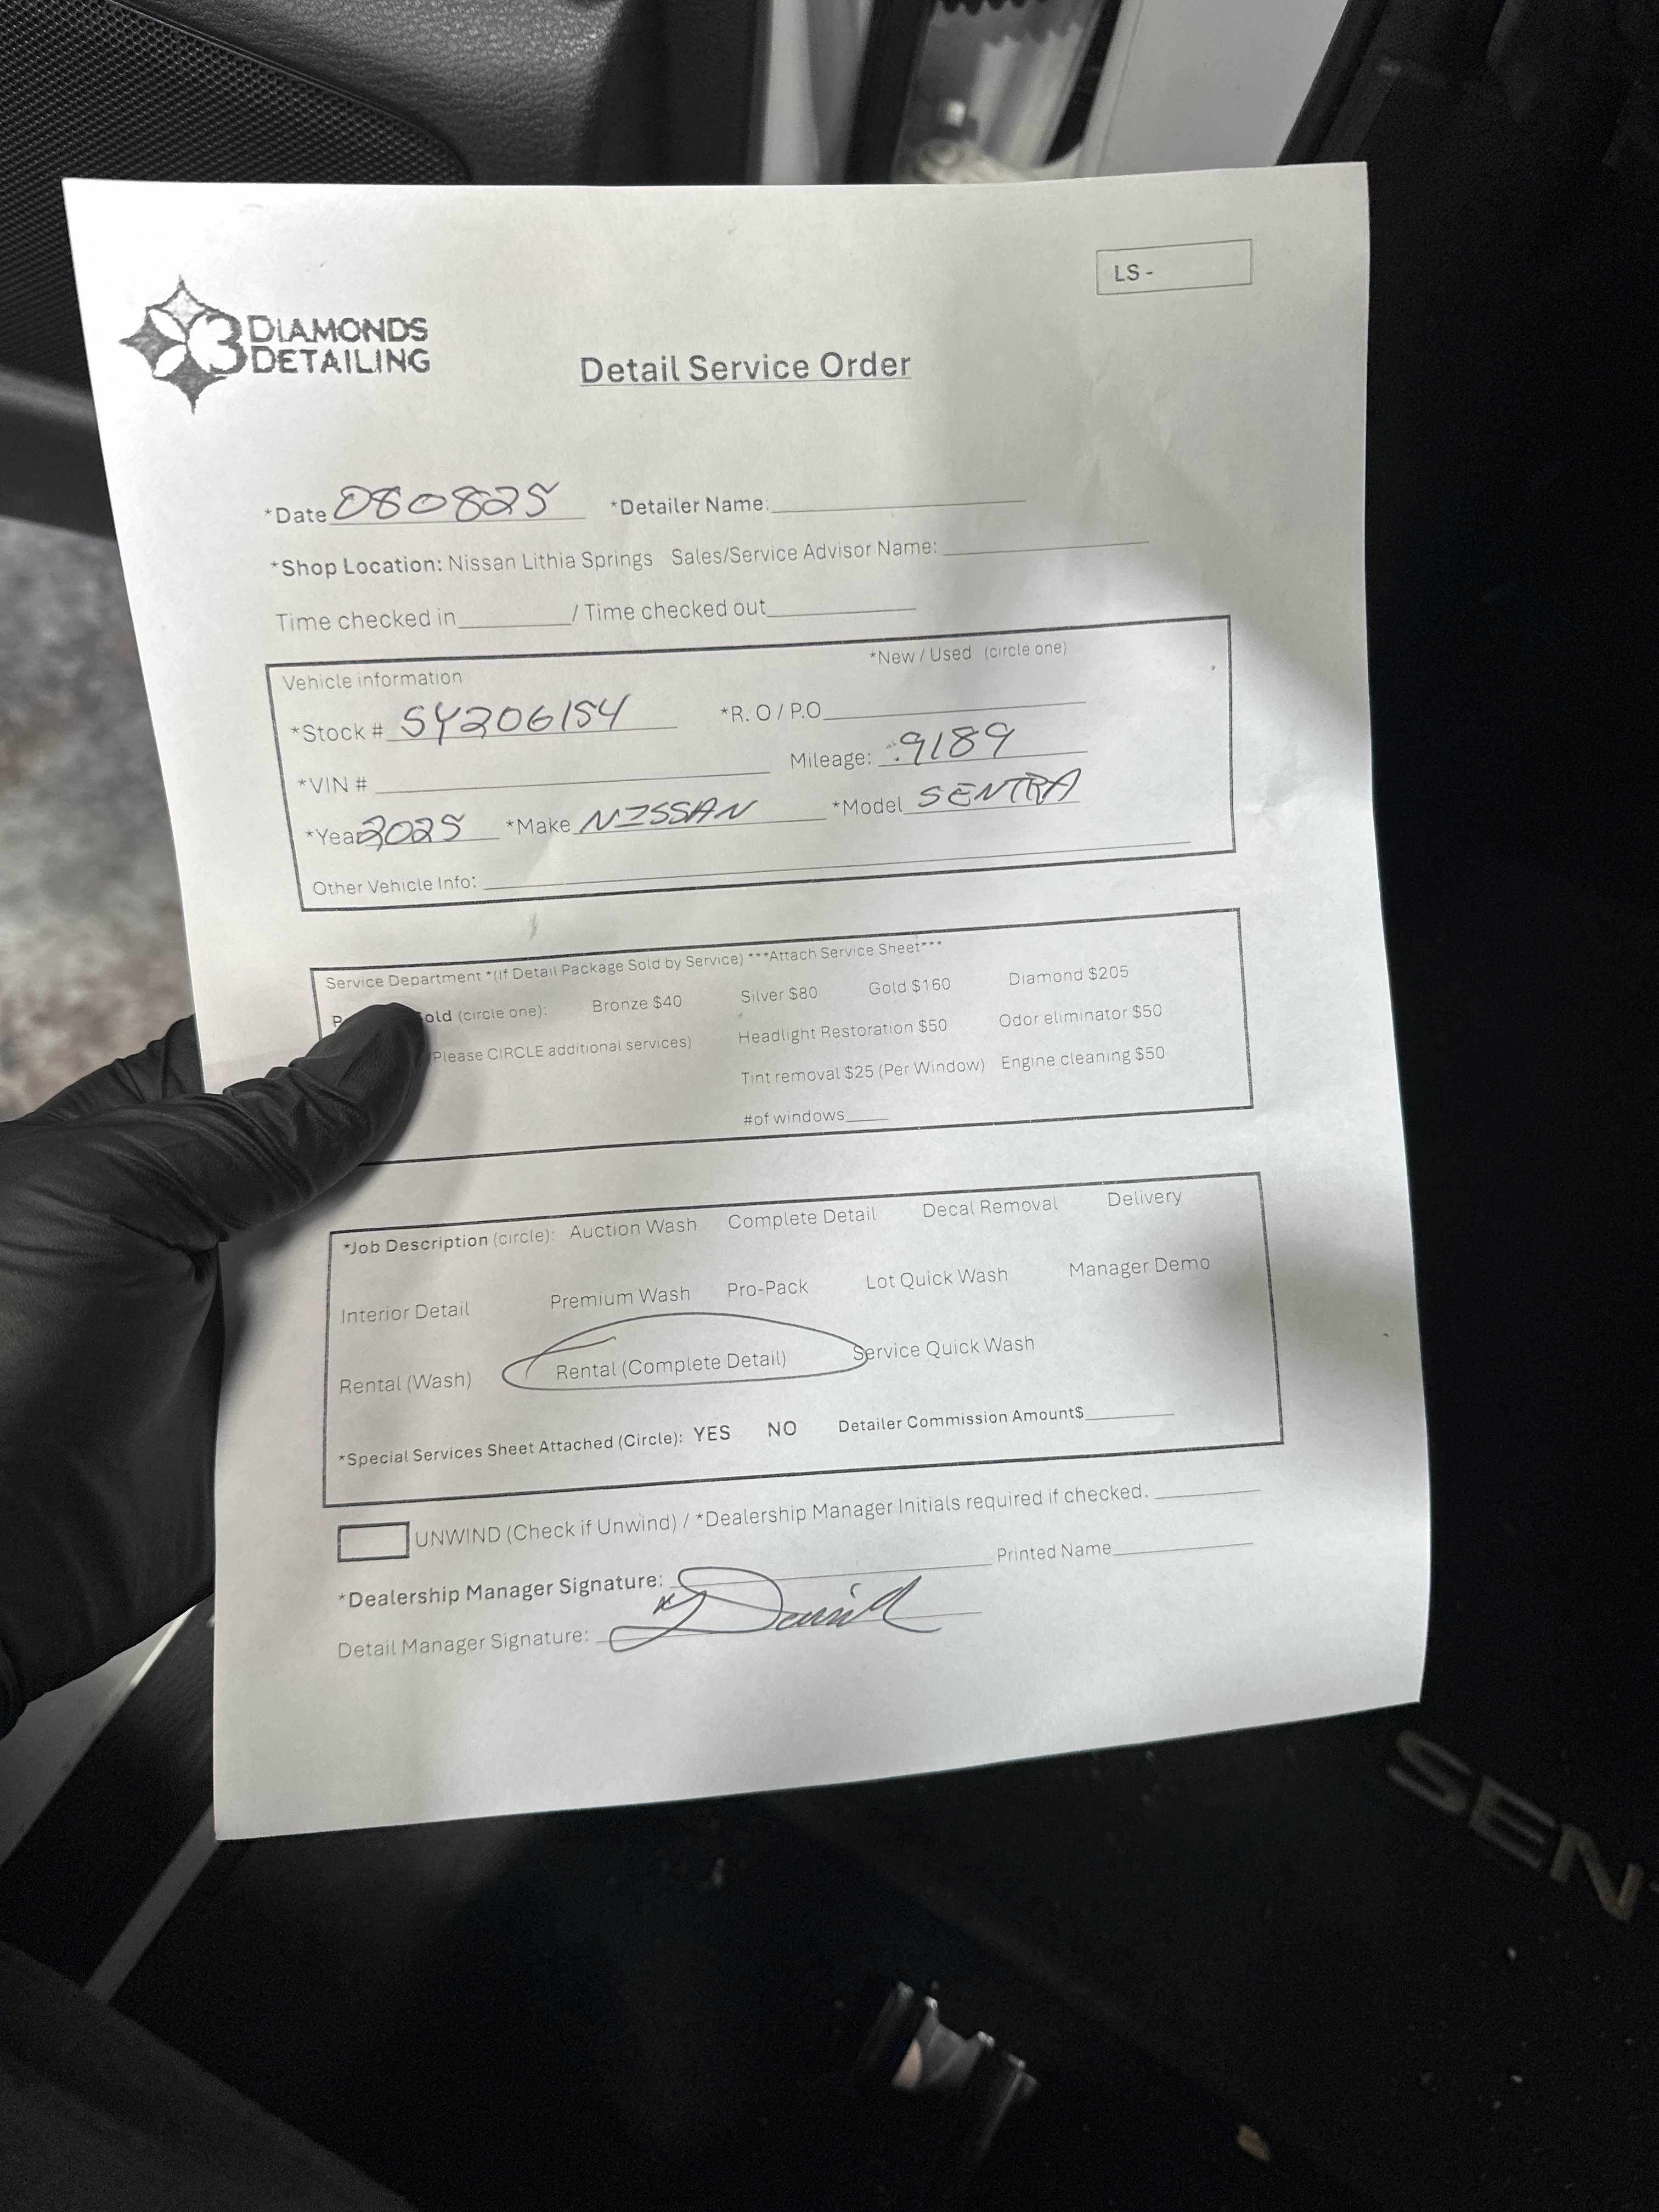 LS -
3 DIAMONDS
DETAILING
Detail Service Order
*Date 080825 *Detailer Name:
*Shop Location: Nissan Lithia Springs Sales/Service Advisor Name:
Time checked in / Time checked out
*New / Used (circle one)
Vehicle information
*Stock # SY206154 *R. O / P.O
*VIN # Mileage: 9189
*Year 2025 *Make NISSAN *Model SENTRA
Other Vehicle Info:
Service Department *(If Detail Package Sold by Service) ***Attach Service Sheet***
old (circle one): Bronze $40 Silver $80 Gold $160 Diamond $205
Please CIRCLE additional services) Headlight Restoration $50 Odor eliminator $50
Tint removal $25 (Per Window) Engine cleaning $50
#of windows
*Job Description (circle): Auction Wash Complete Detail Decal Removal Delivery
Interior Detail Premium Wash Pro-Pack Lot Quick Wash Manager Demo
Rental (Wash) Rental (Complete Detail) Service Quick Wash
*Special Services Sheet Attached (Circle): YES NO Detailer Commission Amount$
UNWIND (Check if Unwind) / *Dealership Manager Initials required if checked.
*Dealership Manager Signature: Printed Name
Detail Manager Signature:
SEN